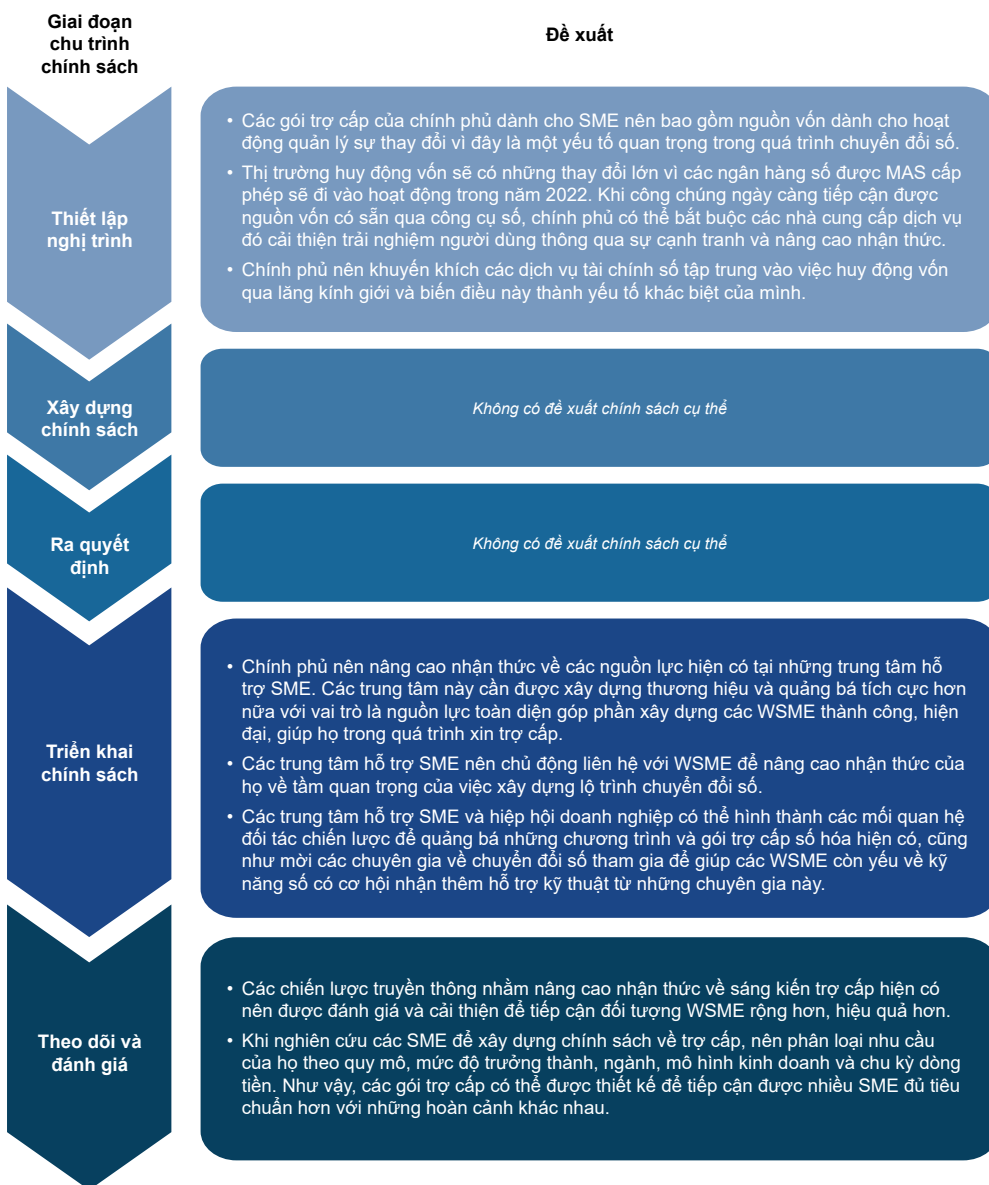 Giai đoạn
chu trình
chính sách
Đề xuất
Thiết lập
nghị trình
• Các gói trợ cấp của chính phủ dành cho SME nên bao gồm nguồn vốn dành cho hoạt
động quản lý sự thay đổi vì đây là một yếu tố quan trọng trong quá trình chuyển đổi số.
• Thị trường huy động vốn sẽ có những thay đổi lớn vì các ngân hàng số được MAS cấp
phép sẽ đi vào hoạt động trong năm 2022. Khi công chúng ngày càng tiếp cận được
nguồn vốn có sẵn qua công cụ số, chính phủ có thể bắt buộc các nhà cung cấp dịch vụ
đó cải thiện trải nghiệm người dùng thông qua sự cạnh tranh và nâng cao nhận thức.
• Chính phủ nên khuyến khích các dịch vụ tài chính số tập trung vào việc huy động vốn
qua lăng kính giới và biến điều này thành yếu tố khác biệt của mình.
Xây dựng
chính sách
Không có đề xuất chính sách cụ thể
Ra quyết
định
Không có đề xuất chính sách cụ thể
Triển khai
chính sách
• Chính phủ nên nâng cao nhận thức về các nguồn lực hiện có tại những trung tâm hỗ
trợ SME. Các trung tâm này cần được xây dựng thương hiệu và quảng bá tích cực hơn
nữa với vai trò là nguồn lực toàn diện góp phần xây dựng các WSME thành công, hiện
đại, giúp họ trong quá trình xin trợ cấp.
• Các trung tâm hỗ trợ SME nên chủ động liên hệ với WSME để nâng cao nhận thức của
họ về tầm quan trọng của việc xây dựng lộ trình chuyển đổi số.
• Các trung tâm hỗ trợ SME và hiệp hội doanh nghiệp có thể hình thành các mối quan hệ
đối tác chiến lược để quảng bá những chương trình và gói trợ cấp số hóa hiện có, cũng
như mời các chuyên gia về chuyển đổi số tham gia để giúp các WSME còn yếu về kỹ
năng số có cơ hội nhận thêm hỗ trợ kỹ thuật từ những chuyên gia này.
Theo dõi và
đánh giá
• Các chiến lược truyền thông nhằm nâng cao nhận thức về sáng kiến trợ cấp hiện có
nên được đánh giá và cải thiện để tiếp cận đối tượng WSME rộng hơn, hiệu quả hơn.
• Khi nghiên cứu các SME để xây dựng chính sách về trợ cấp, nên phân loại nhu cầu
của họ theo quy mô, mức độ trưởng thành, ngành, mô hình kinh doanh và chu kỳ dòng
tiền. Như vậy, các gói trợ cấp có thể được thiết kế để tiếp cận được nhiều SME đủ tiêu
chuẩn hơn với những hoàn cảnh khác nhau.